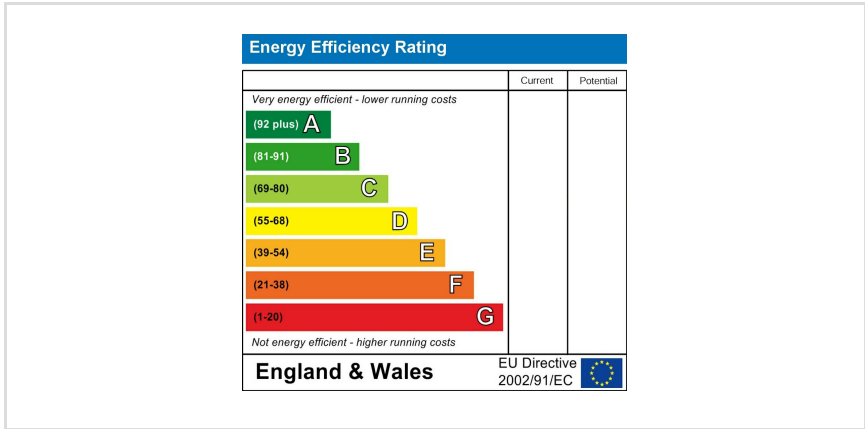 Energy Efficiency Rating
Current Potential
Very energy efficient - lower running costs
(92 plus) A
(81-91) B
(69-80) C
(55-68) D
(39-54) E
(21-38) F
(1-20) G
Not energy efficient - higher running costs
England & Wales
EU Directive
2002/91/EC